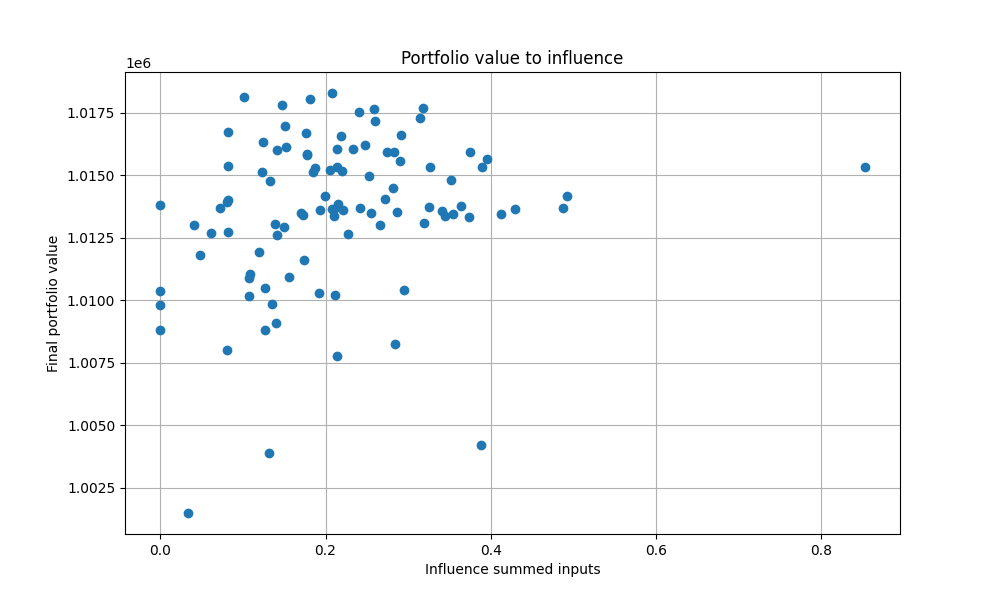 Portfolio value to influence
1e6
1.0175
1.0150
1.0125
1.0100
1.0075
1.0050
1.0025
Final portfolio value
0.0 0.2 0.4 0.6 0.8
Influence summed inputs